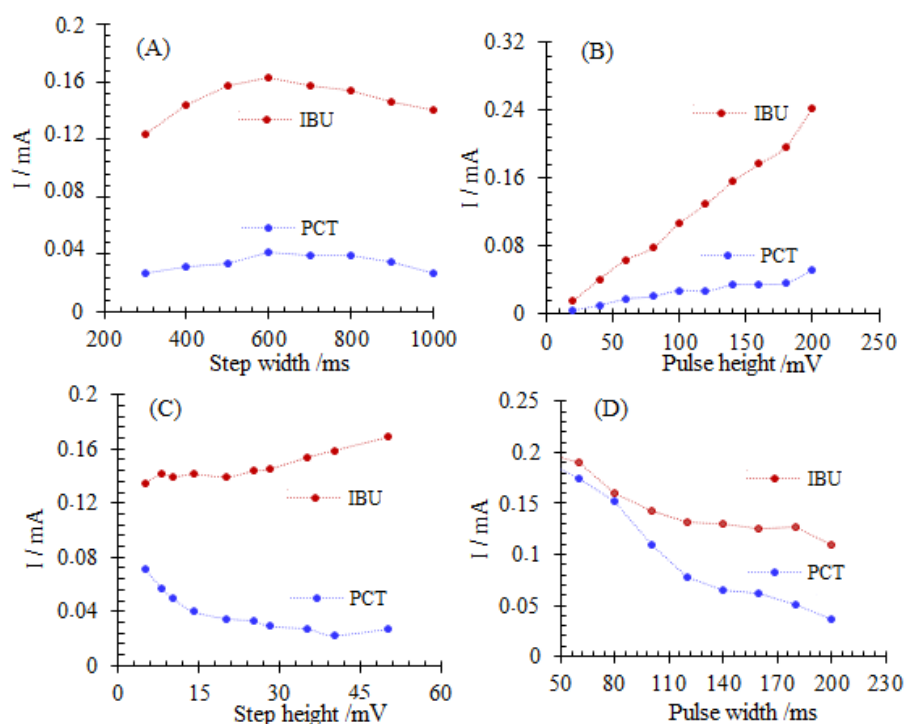 (A)
I / mA
0.2
0.16
0.12
0.08
0.04
0
IBU
PCT
200 400 600 800 1000
Step width /ms
(B)
I / mA
0.32
0.24
0.16
0.08
0
IBU
PCT
0 50 100 150 200 250
Pulse height /mV
(C)
I / mA
0.2
0.16
0.12
0.08
0.04
0
IBU
PCT
0 15 30 45 60
Step height /mV
(D)
I / mA
0.25
0.2
0.15
0.1
0.05
0
IBU
PCT
50 80 110 140 170 200 230
Pulse width /ms